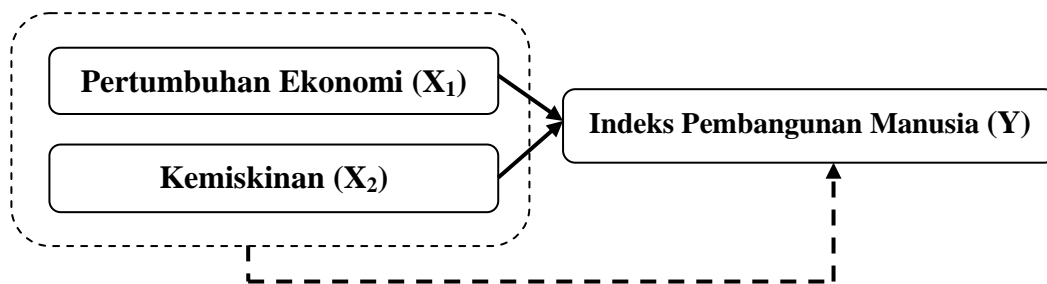 Pertumbuhan Ekonomi (X₁)
Indeks Pembangunan Manusia (Y)
Kemiskinan (X₂)